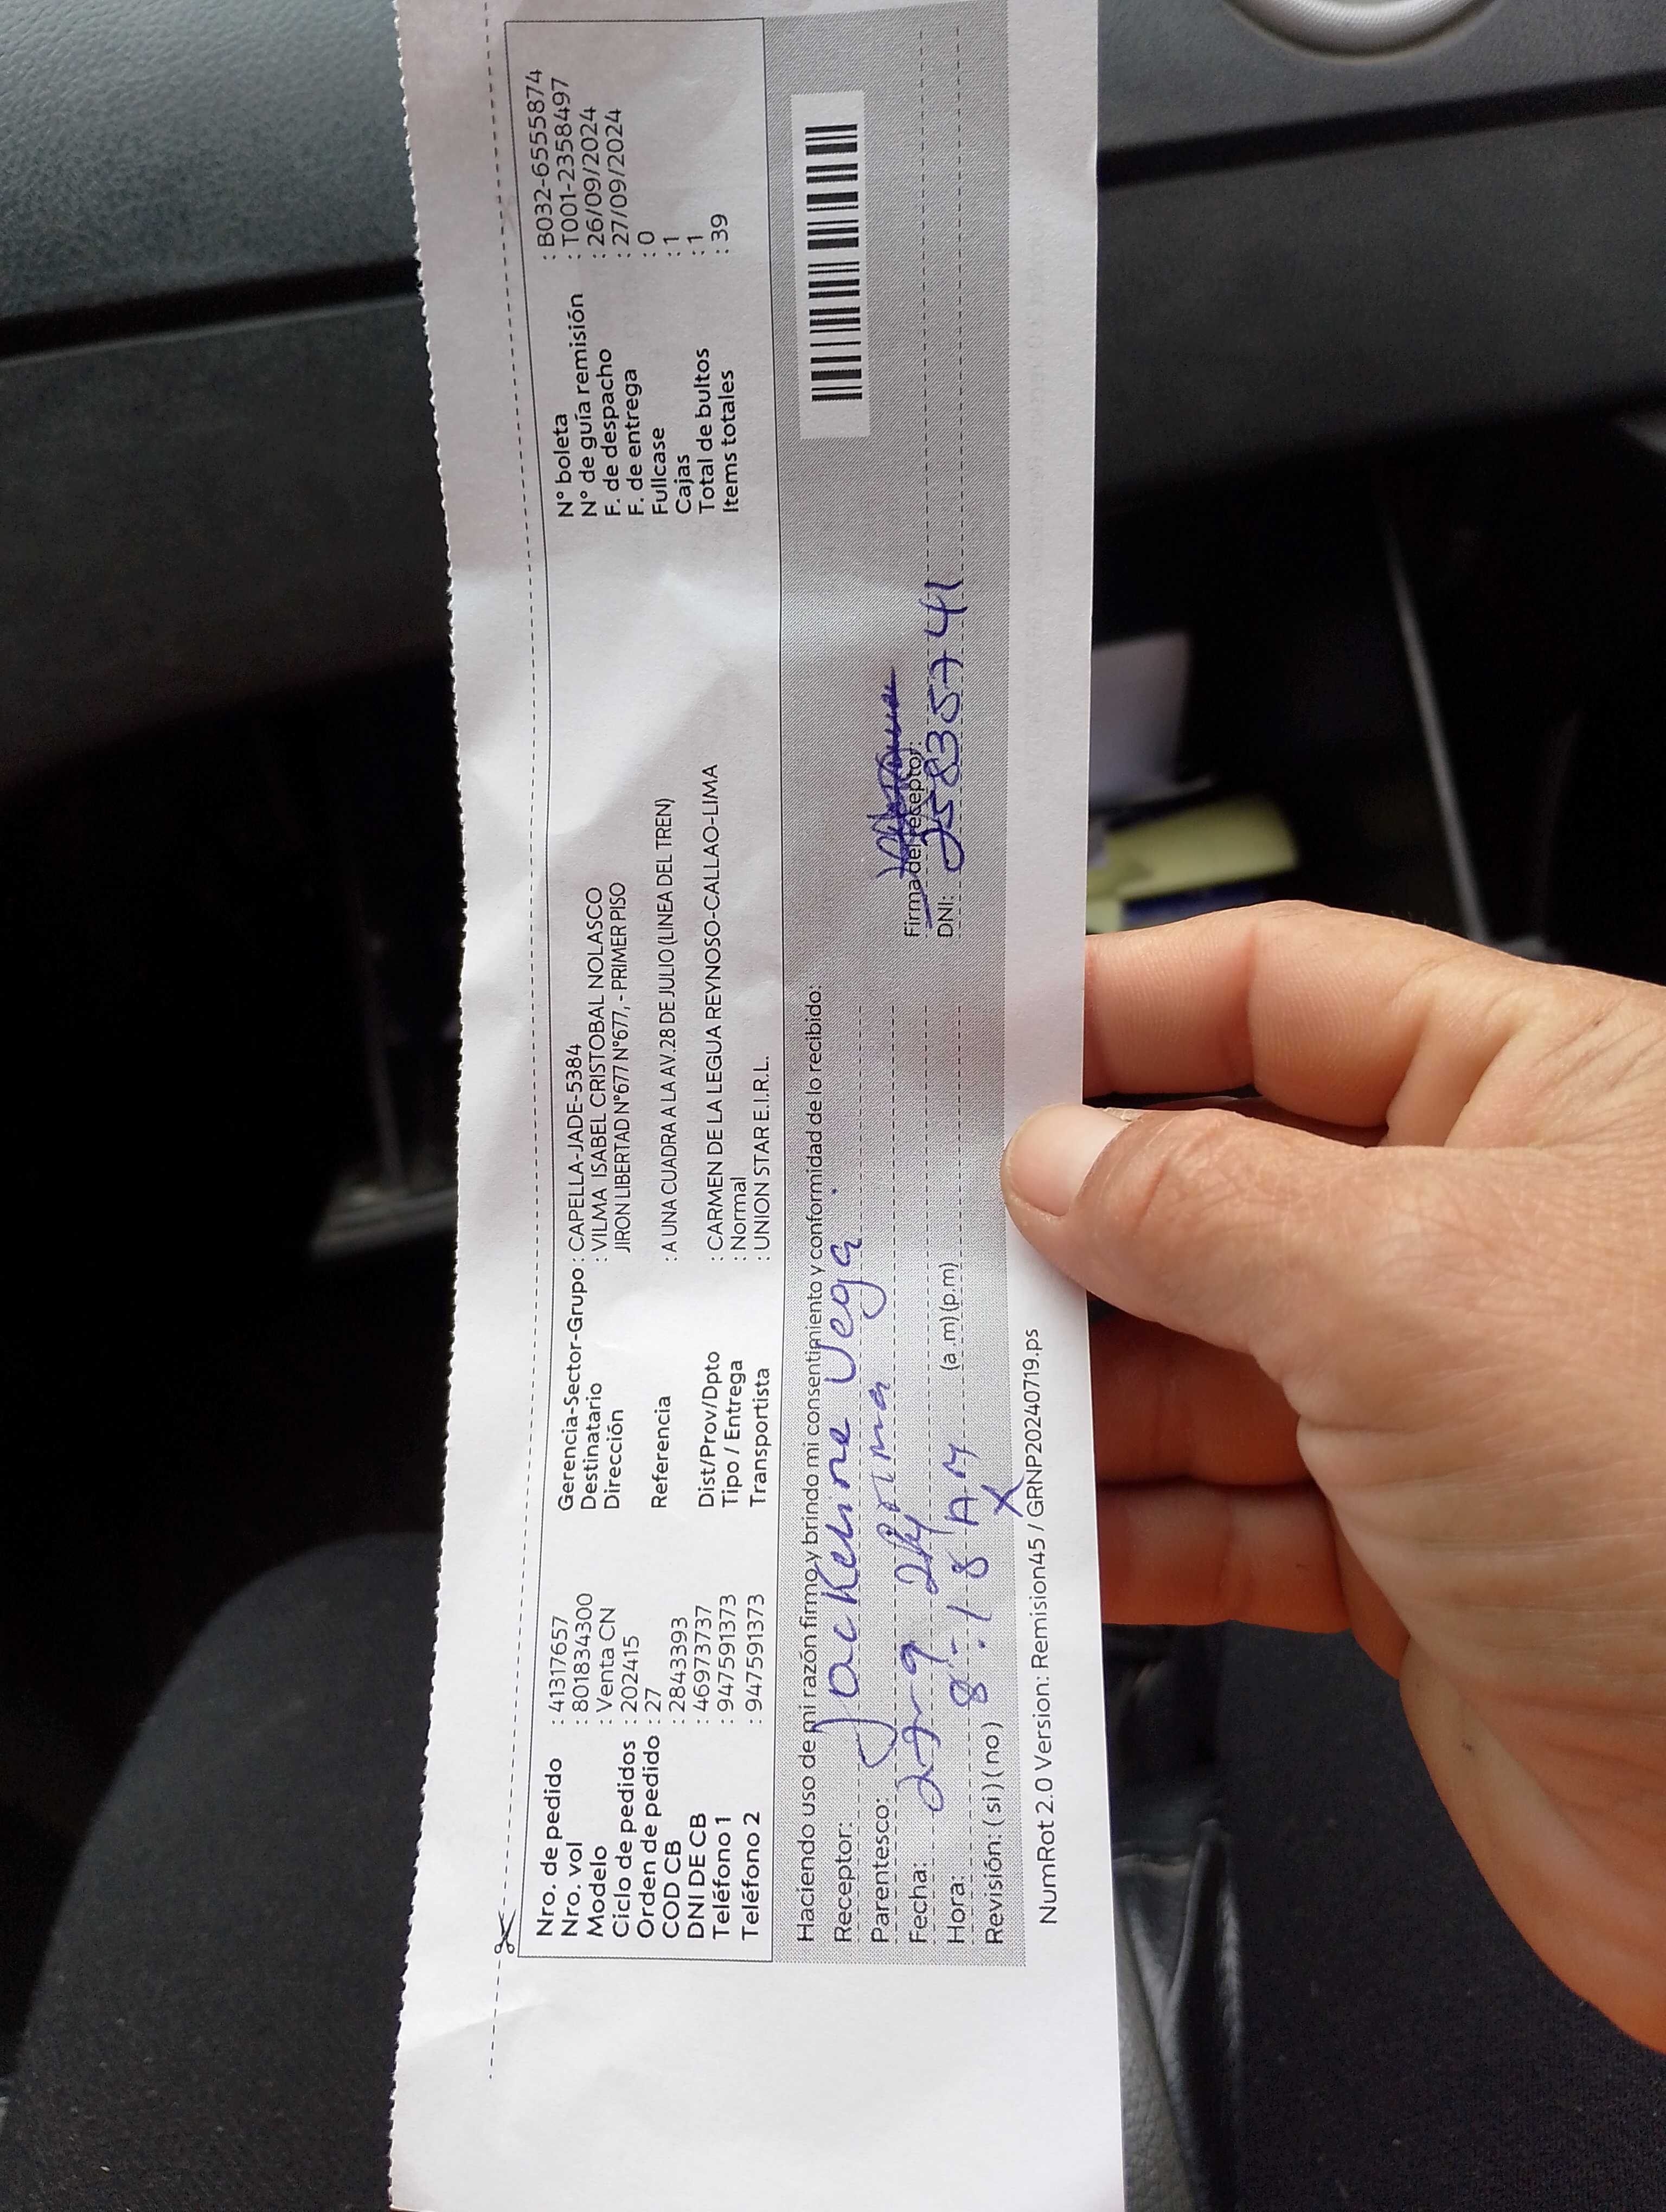 Nro. de pedido : 41317657
Nro. vol : 801834300
Modelo : Venta CN
Ciclo de pedidos : 202415
Orden de pedido : 27
COD CB : 2843393
DNI DE CB : 46973737
Teléfono 1 : 947591373
Teléfono 2 : 947591373
Gerencia-Sector-Grupo : CAPELLA-JADE-5384
Destinatario : VILMA ISABEL CRISTOBAL NOLASCO
Dirección JIRON LIBERTAD N°677 N°677, - PRIMER PISO
Referencia : A UNA CUADRA A LA AV.28 DE JULIO (LINEA DEL TREN)
Dist/Prov/Dpto : CARMEN DE LA LEGUA REYNOSO-CALLAO-LIMA
Tipo / Entrega : Normal
Transportista : UNION STAR E.I.R.L.
N° boleta : B032-6555874
N° de guía remisión : T001-2358497
F. de despacho : 26/09/2024
F. de entrega : 27/09/2024
Fullcase : 0
Cajas : 1
Total de bultos : 1
Items totales : 39
Haciendo uso de mi razón firmo y brindo mi consentimiento y conformidad de lo recibido:
Receptor: Jackeline Vega
Parentesco: Prima
Fecha: 27-9-24
Hora: 8:18 AM (a.m)(p.m)
Revisión: (si)(no) X
Firma del receptor:
DNI: 25835741
NumRot 2.0 Version: Remision45 / GRNP20240719.ps